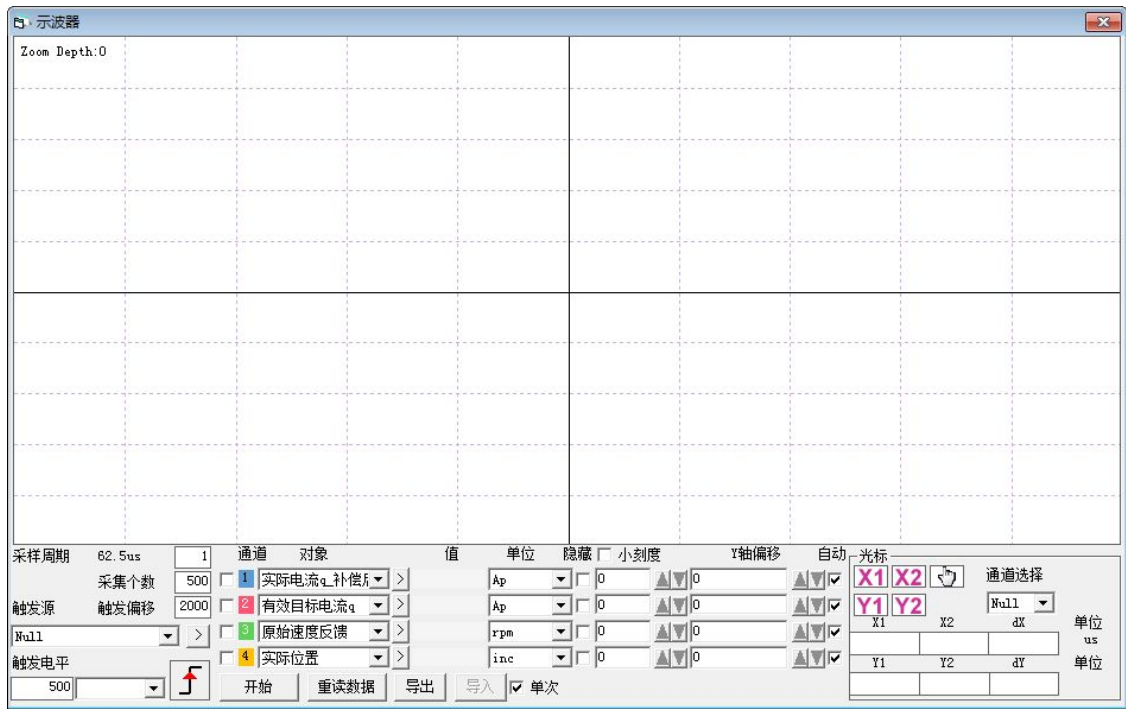 示波器
Zoom Depth:0
采样周期 62.5us 1 通道 对象 值 单位 隐藏 小刻度 Y轴偏移 自动 光标
采集个数 500 1 实际电流q_补偿后 > Ap 0 0 X1 X2 通道选择
触发源 触发偏移 2000 2 有效目标电流q > Ap 0 0 Y1 Y2 Null
Null > 3 原始速度反馈 > rpm 0 0 X1 X2 dX 单位
us
触发电平 4 实际位置 > inc 0 0 Y1 Y2 dY 单位
500 开始 重读数据 导出 导入 单次